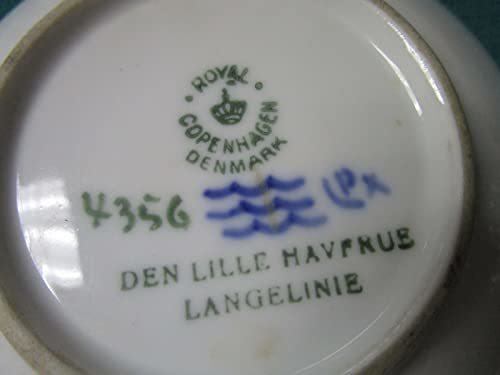 ROYAL
COPENHAGEN
DENMARK
4356
DEN LILLE HAVFRUE
LANGELINIE